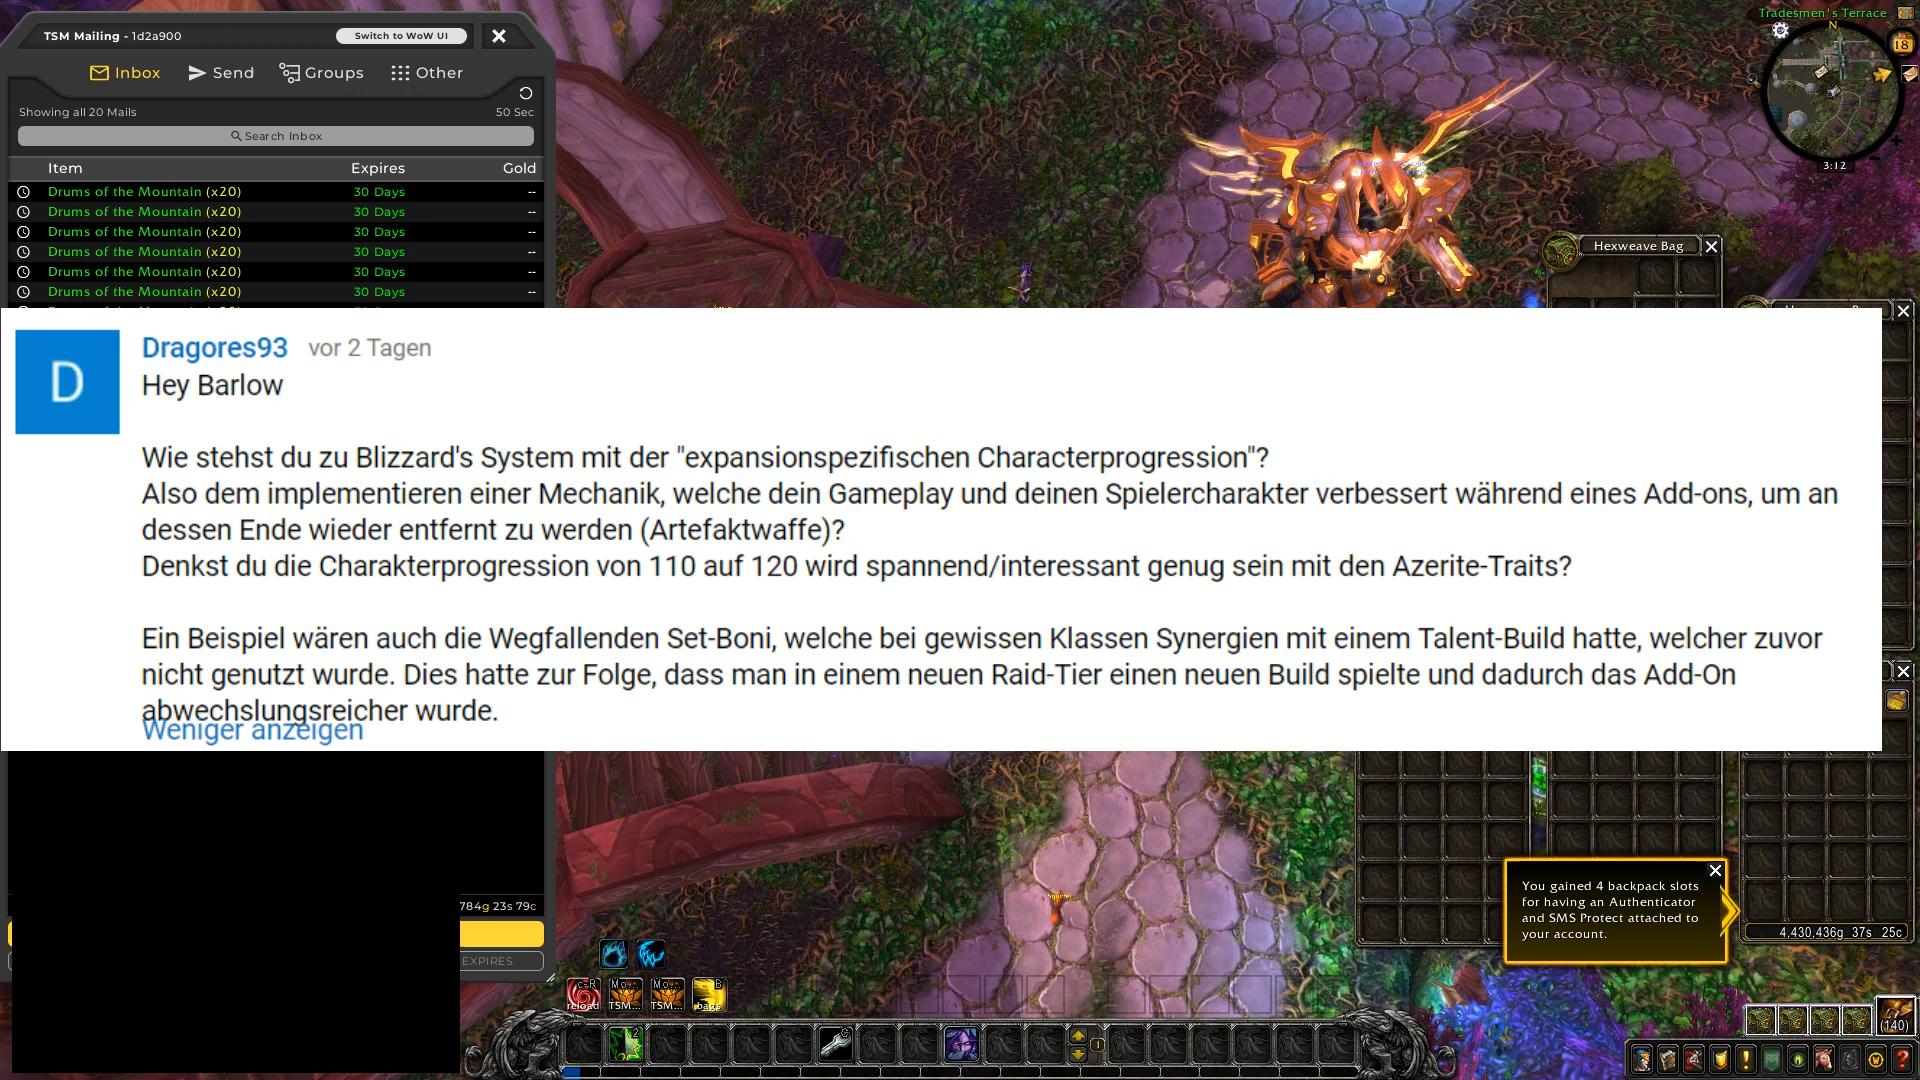 TSM Mailing - 1d2a900
Switch to WoW UI
Inbox
Send
Groups
Other
Showing all 20 Mails
50 Sec
Search Inbox
Item Expires Gold
Drums of the Mountain (x20) 30 Days --
Drums of the Mountain (x20) 30 Days --
Drums of the Mountain (x20) 30 Days --
Drums of the Mountain (x20) 30 Days --
Drums of the Mountain (x20) 30 Days --
Drums of the Mountain (x20) 30 Days --
Tradesmen's Terrace
N
18
3:12
Hexweave Bag
D
Dragores93 vor 2 Tagen
Hey Barlow
Wie stehst du zu Blizzard's System mit der "expansionspezifischen Characterprogression"?
Also dem implementieren einer Mechanik, welche dein Gameplay und deinen Spielercharakter verbessert während eines Add-ons, um an
dessen Ende wieder entfernt zu werden (Artefaktwaffe)?
Denkst du die Charakterprogression von 110 auf 120 wird spannend/interessant genug sein mit den Azerite-Traits?
Ein Beispiel wären auch die Wegfallenden Set-Boni, welche bei gewissen Klassen Synergien mit einem Talent-Build hatte, welcher zuvor
nicht genutzt wurde. Dies hatte zur Folge, dass man in einem neuen Raid-Tier einen neuen Build spielte und dadurch das Add-On
abwechslungsreicher wurde.
Weniger anzeigen
784g 23s 79c
EXPIRES
You gained 4 backpack slots
for having an Authenticator
and SMS Protect attached to
your account.
4,430,436g 37s 25c
c-R
reload
Mo...
TSM...
Mo...
TSM...
B
bags
2
1
(140)